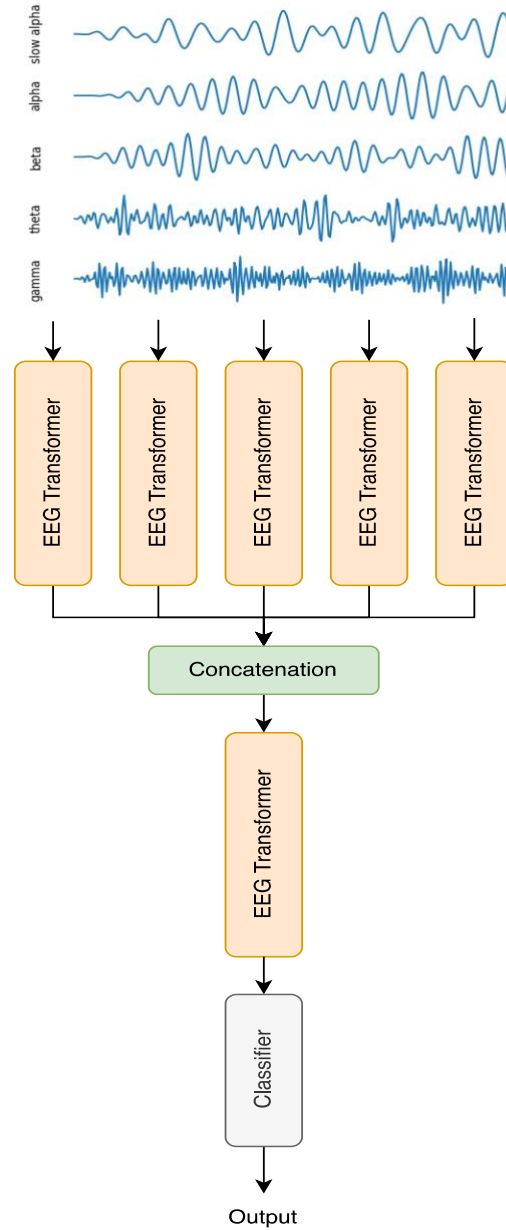 slow alpha
alpha
beta
theta
gamma
EEG Transformer
EEG Transformer
EEG Transformer
EEG Transformer
EEG Transformer
Concatenation
EEG Transformer
Classifier
Output